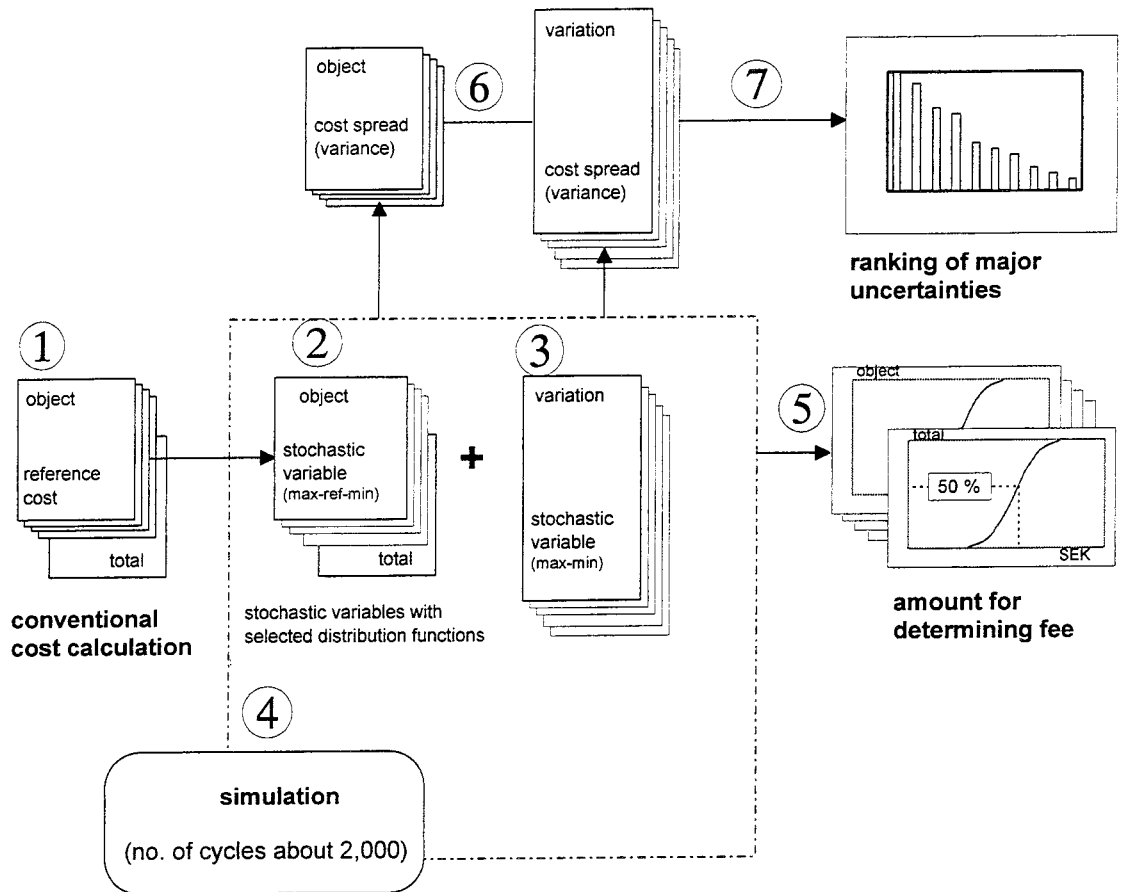 object
cost spread
(variance)
6
variation
cost spread
(variance)
7
ranking of major
uncertainties
1
object
reference
cost
total
conventional
cost calculation
2
object
stochastic
variable
(max-ref-min)
total
stochastic variables with
selected distribution functions
+
3
variation
stochastic
variable
(max-min)
4
simulation
(no. of cycles about 2,000)
5
object
total
50 %
SEK
amount for
determining fee